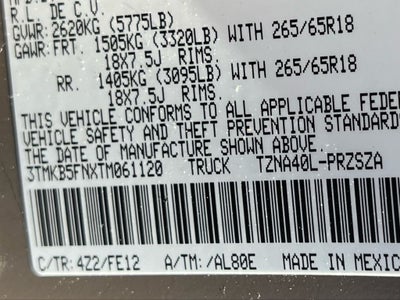 R.L. DE C.V.
GVWR: 2620KG (5775LB)
GAWR: FRT. 1505KG (3320LB) WITH 265/65R18
18X7.5J RIMS.
RR. 1405KG (3095LB) WITH 265/65R18
18X7.5J RIMS.
THIS VEHICLE CONFORMS TO ALL APPLICABLE FEDER
VEHICLE SAFETY AND THEFT PREVENTION STANDARD
THE DATE OF MANUFACTURE SHOWN ABOVE.
3TMKB5FNXTM061120 TRUCK TZNA40L-PRZSZA
C/TR: 4Z2/FE12 A/TM: /AL80E MADE IN MEXIC